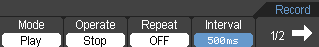 Record
Mode Operate Repeat Interval
Play Stop OFF 500ms 1/2